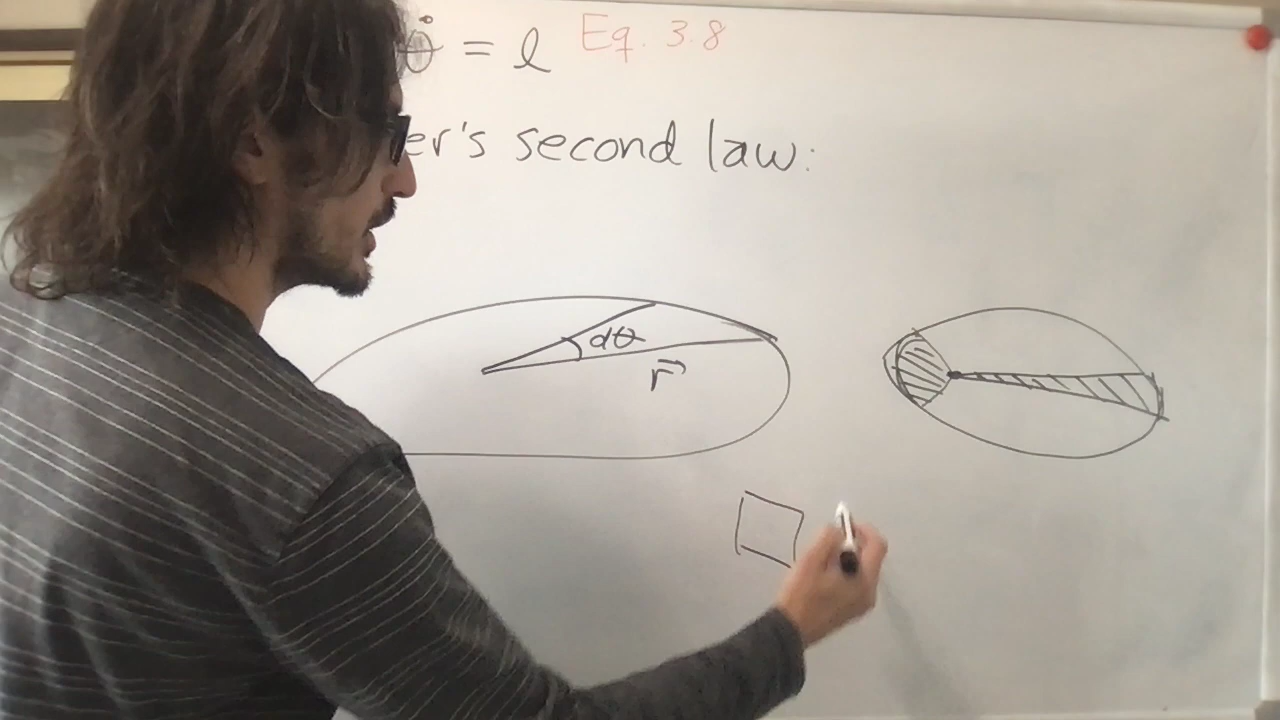 θ̇ = l Eq. 3.8
er's second law:
dθ
r⃗